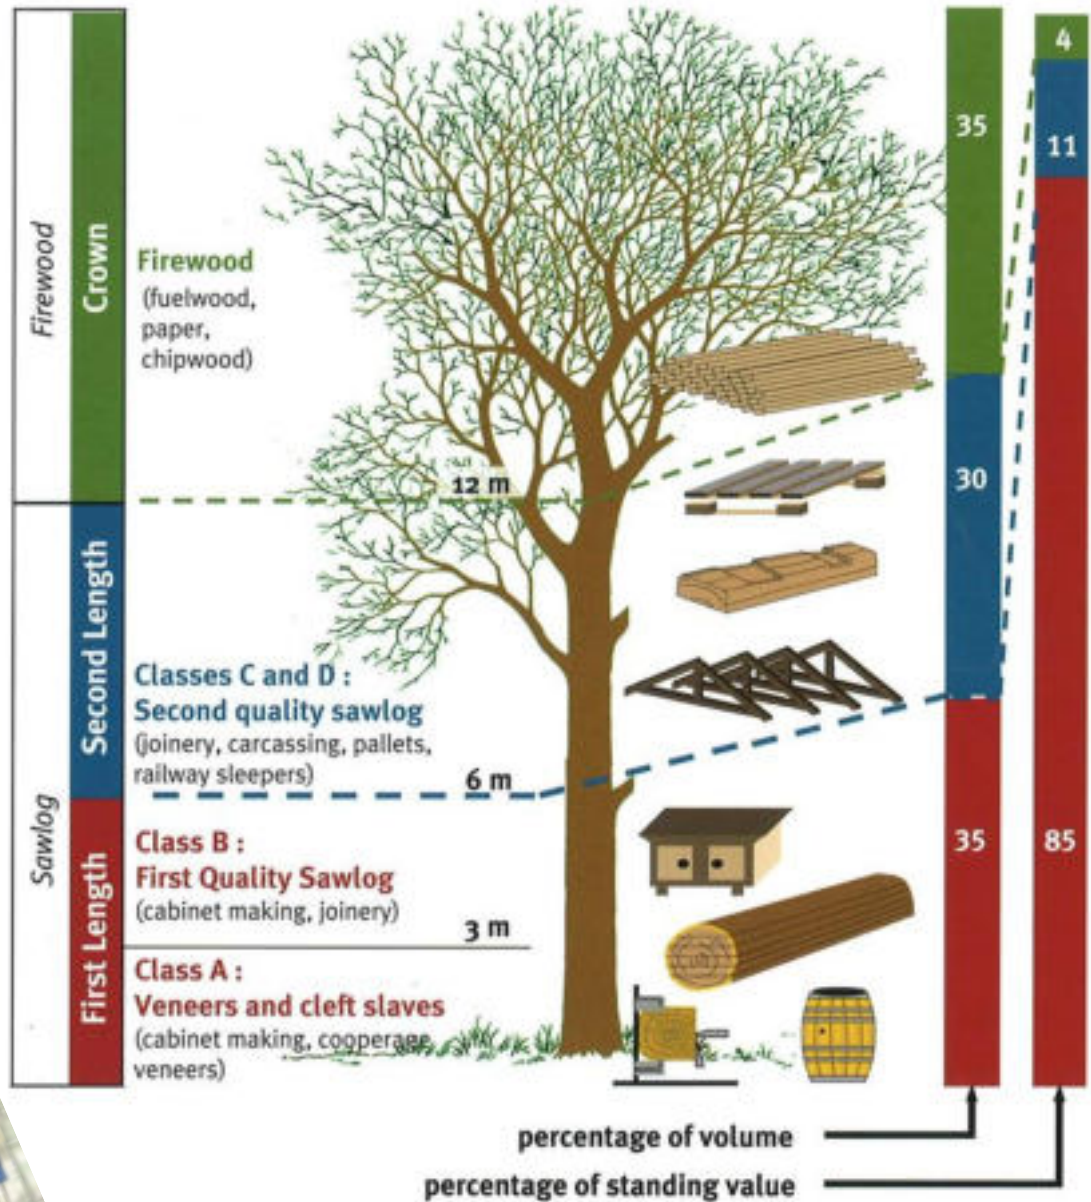 Firewood
Crown
Firewood
(fuelwood,
paper,
chipwood)
12 m
Sawlog
Second Length
Classes C and D :
Second quality sawlog
(joinery, carcassing, pallets,
railway sleepers)
6 m
First Length
Class B :
First Quality Sawlog
(cabinet making, joinery)
3 m
Class A :
Veneers and cleft slaves
(cabinet making, cooperage
veneers)
35
30
35
4
11
85
percentage of volume
percentage of standing value